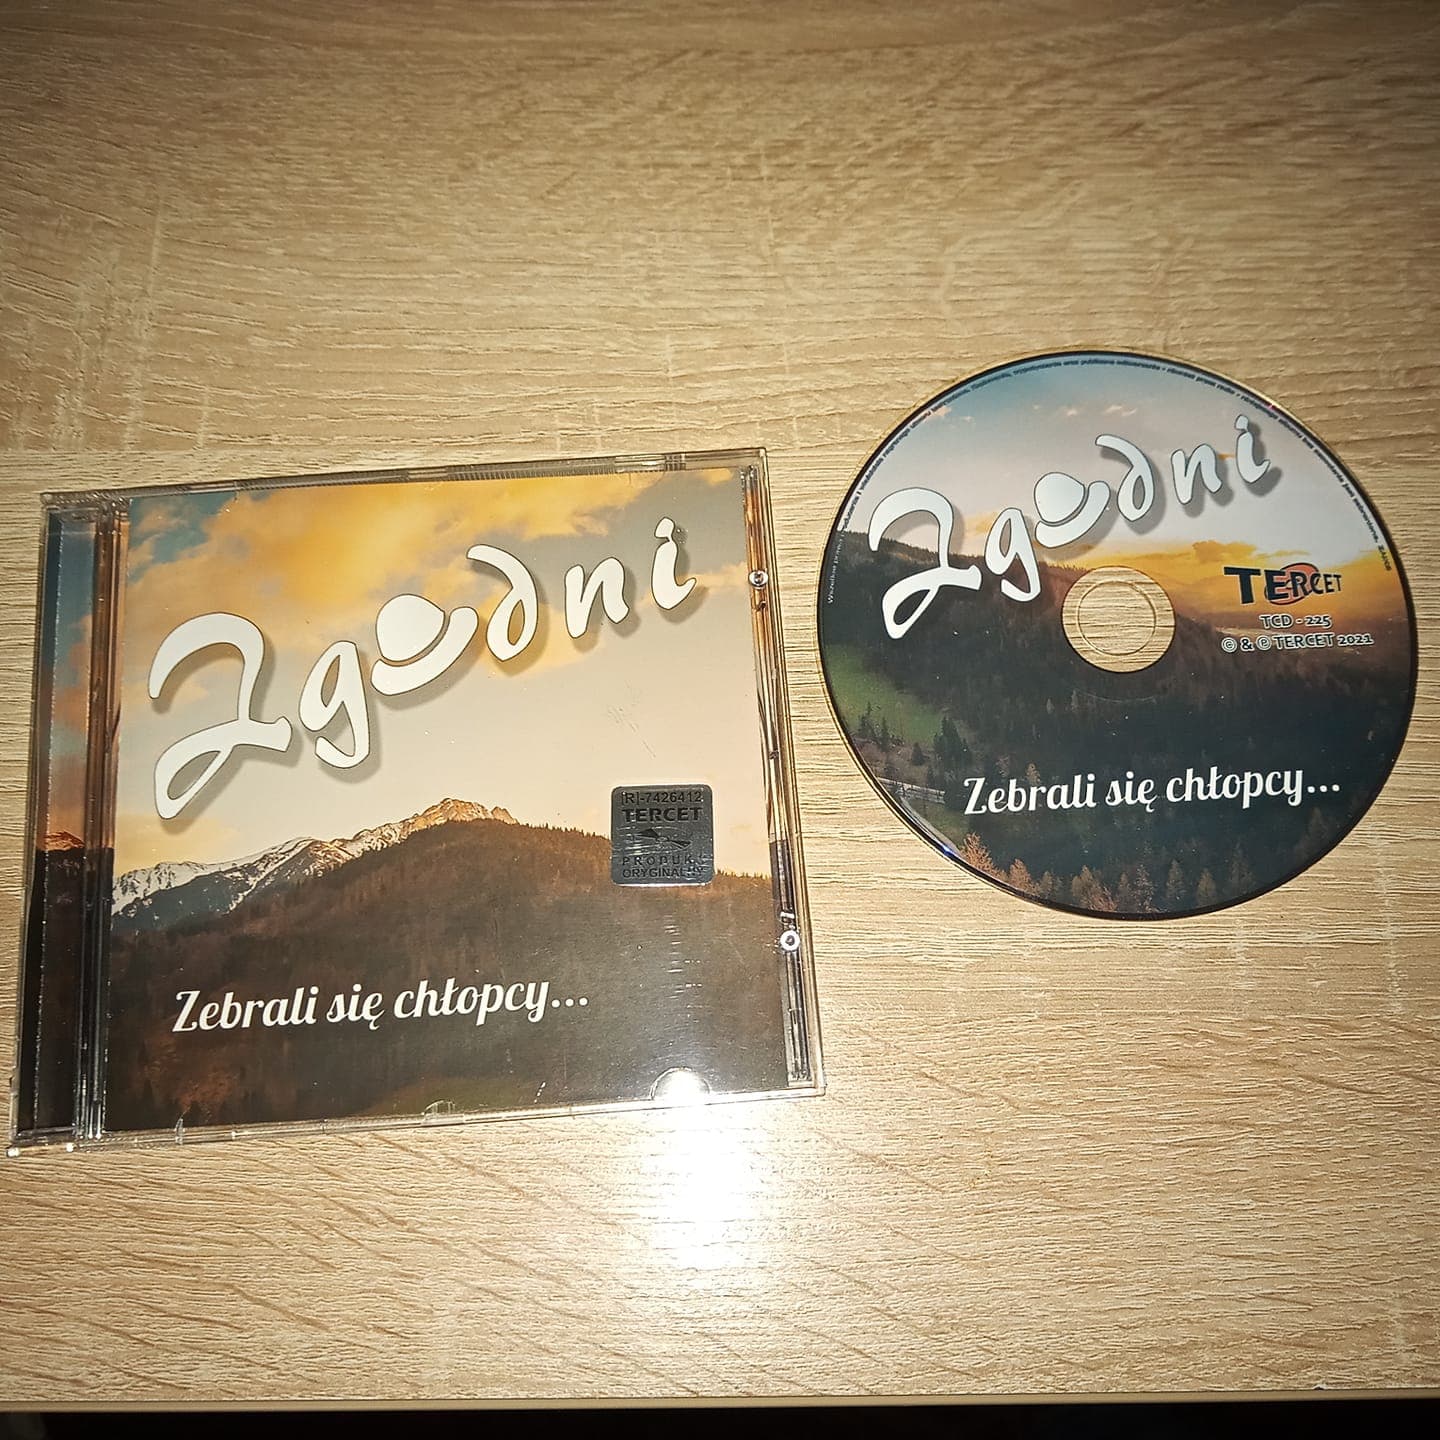 Zgodni
[R]-7426412
TERCET
PRODUKT
ORYGINALNY
Zebrali się chłopcy...
Zgodni
TERCET
TCD - 225
© & ℗ TERCET 2021
Zebrali się chłopcy...